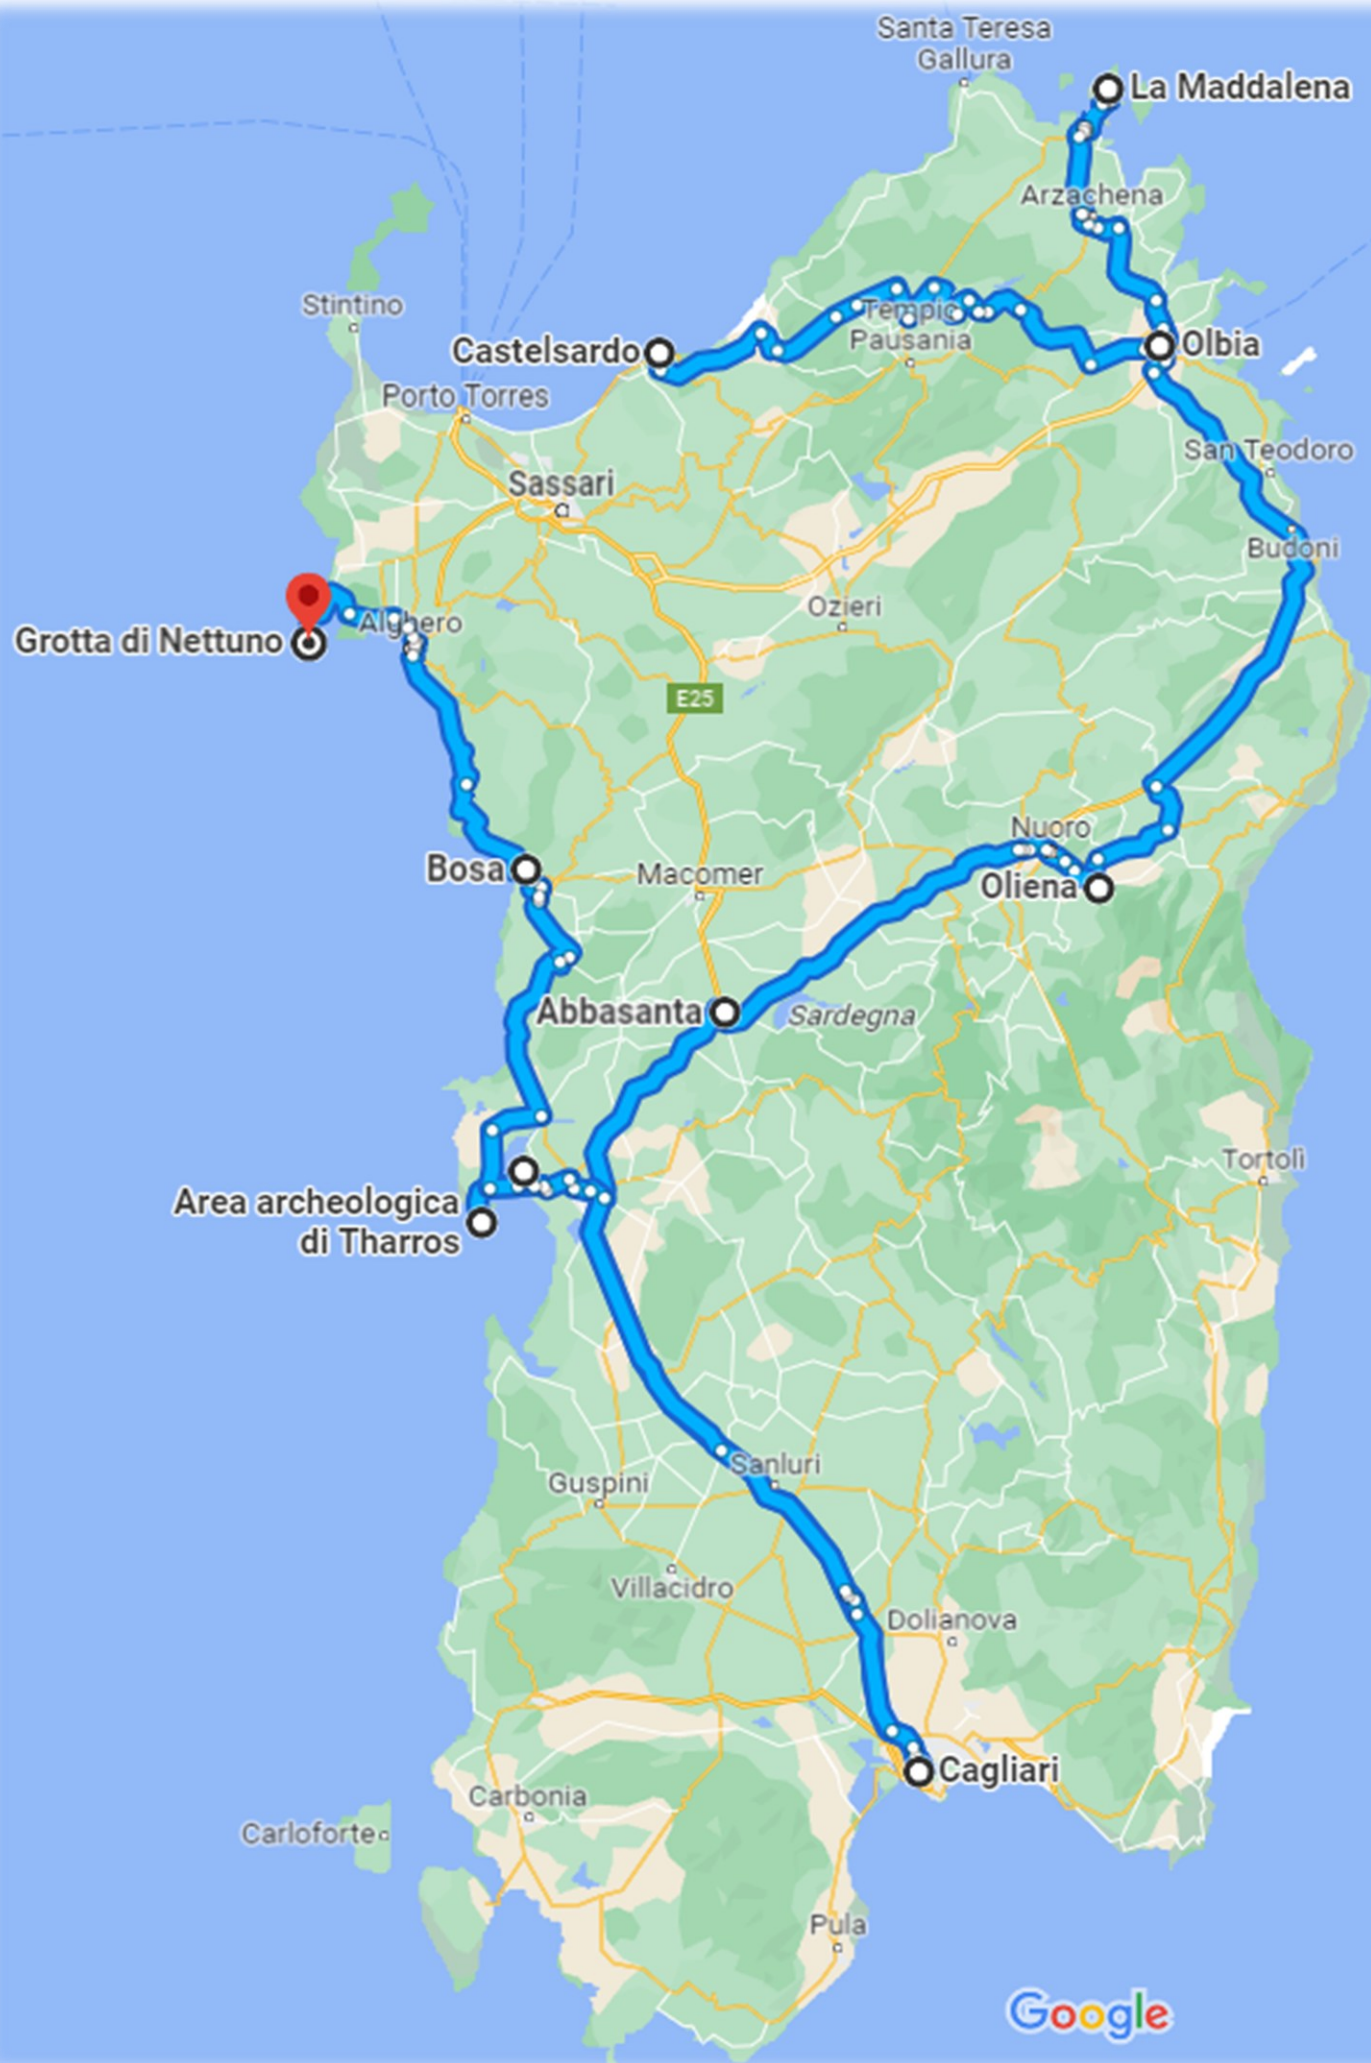 Santa Teresa
Gallura
La Maddalena
Arzachena
Stintino
Tempio
Pausania
Castelsardo
Olbia
Porto Torres
San Teodoro
Sassari
Budoni
Ozieri
Alghero
Grotta di Nettuno
E25
Nuoro
Bosa
Macomer
Oliena
Abbasanta
Sardegna
Tortolì
Area archeologica
di Tharros
Sanluri
Guspini
Villacidro
Dolianova
Cagliari
Carbonia
Carloforte
Pula
Google